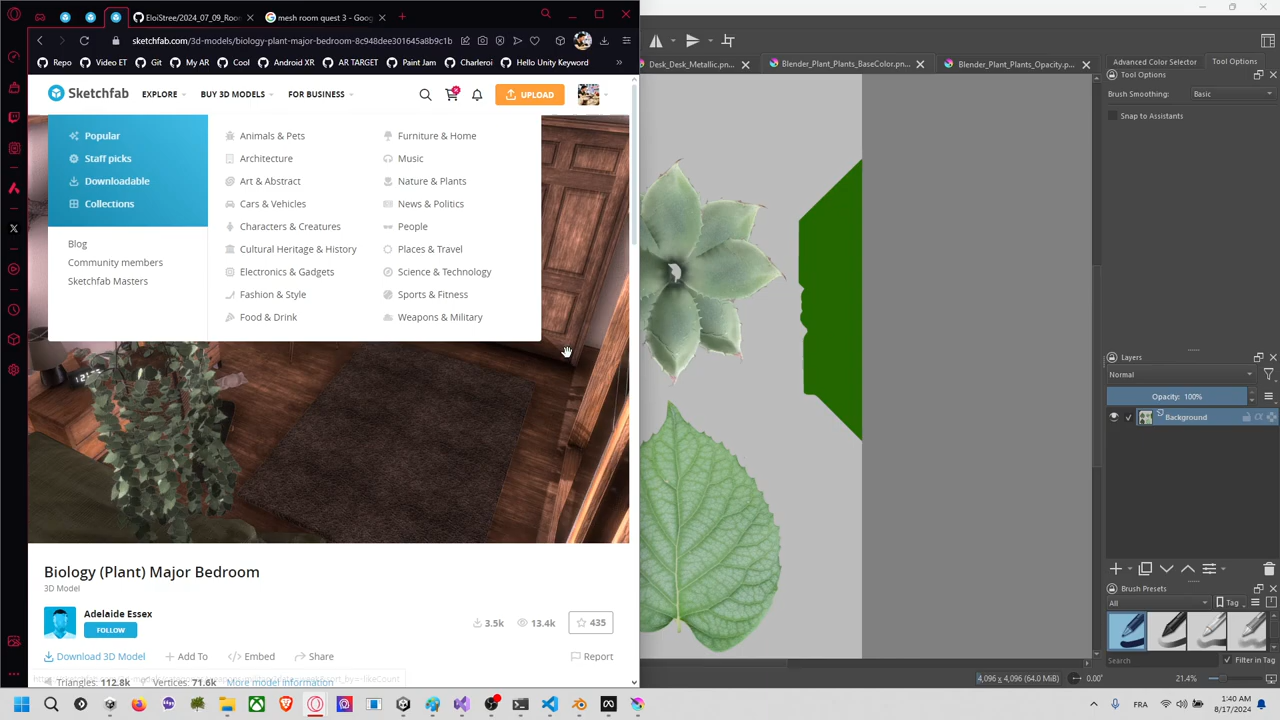 EloiStree/2024_07_09_Roo
mesh room quest 3 - Goog
sketchfab.com/3d-models/biology-plant-major-bedroom-8c948dee301645a8b9c1b
Repo
Video ET
Git
My AR
AR TARGET
Cool
Android XR
Paint Jam
Charleroi
Hello Unity World
Sketchfab
EXPLORE
BUY 3D MODELS
FOR BUSINESS
UPLOAD
Popular
Staff picks
Downloadable
Collections
Blog
Community members
Sketchfab Masters
Animals & Pets
Architecture
Art & Abstract
Cars & Vehicles
Characters & Creatures
Cultural Heritage & History
Electronics & Gadgets
Fashion & Style
Food & Drink
Furniture & Home
Music
Nature & Plants
News & Politics
People
Places & Travel
Science & Technology
Sports & Fitness
Weapons & Military
Biology (Plant) Major Bedroom
3D Model
Adelaide Essex
FOLLOW
3.5k
13.4k
435
Download 3D Model
Add To
Embed
Share
Report
Triangles: 112.8k
Vertices: 71.6k
More model information
Desk_Desk_Metallic.pn...
Blender_Plant_Plants_BaseColor.pn...
Blender_Plant_Plants_Opacity.pn...
Advanced Color Selector
Tool Options
Tool Options
Brush Smoothing:
Basic
Snap to Assistants
Layers
Normal
Opacity: 100%
Background
Brush Presets
All
Tag
Search
Filter in Tag
4,096 x 4,096 (64.0 MiB)
0.00°
21.4%
FRA
1:40 AM
8/17/2024